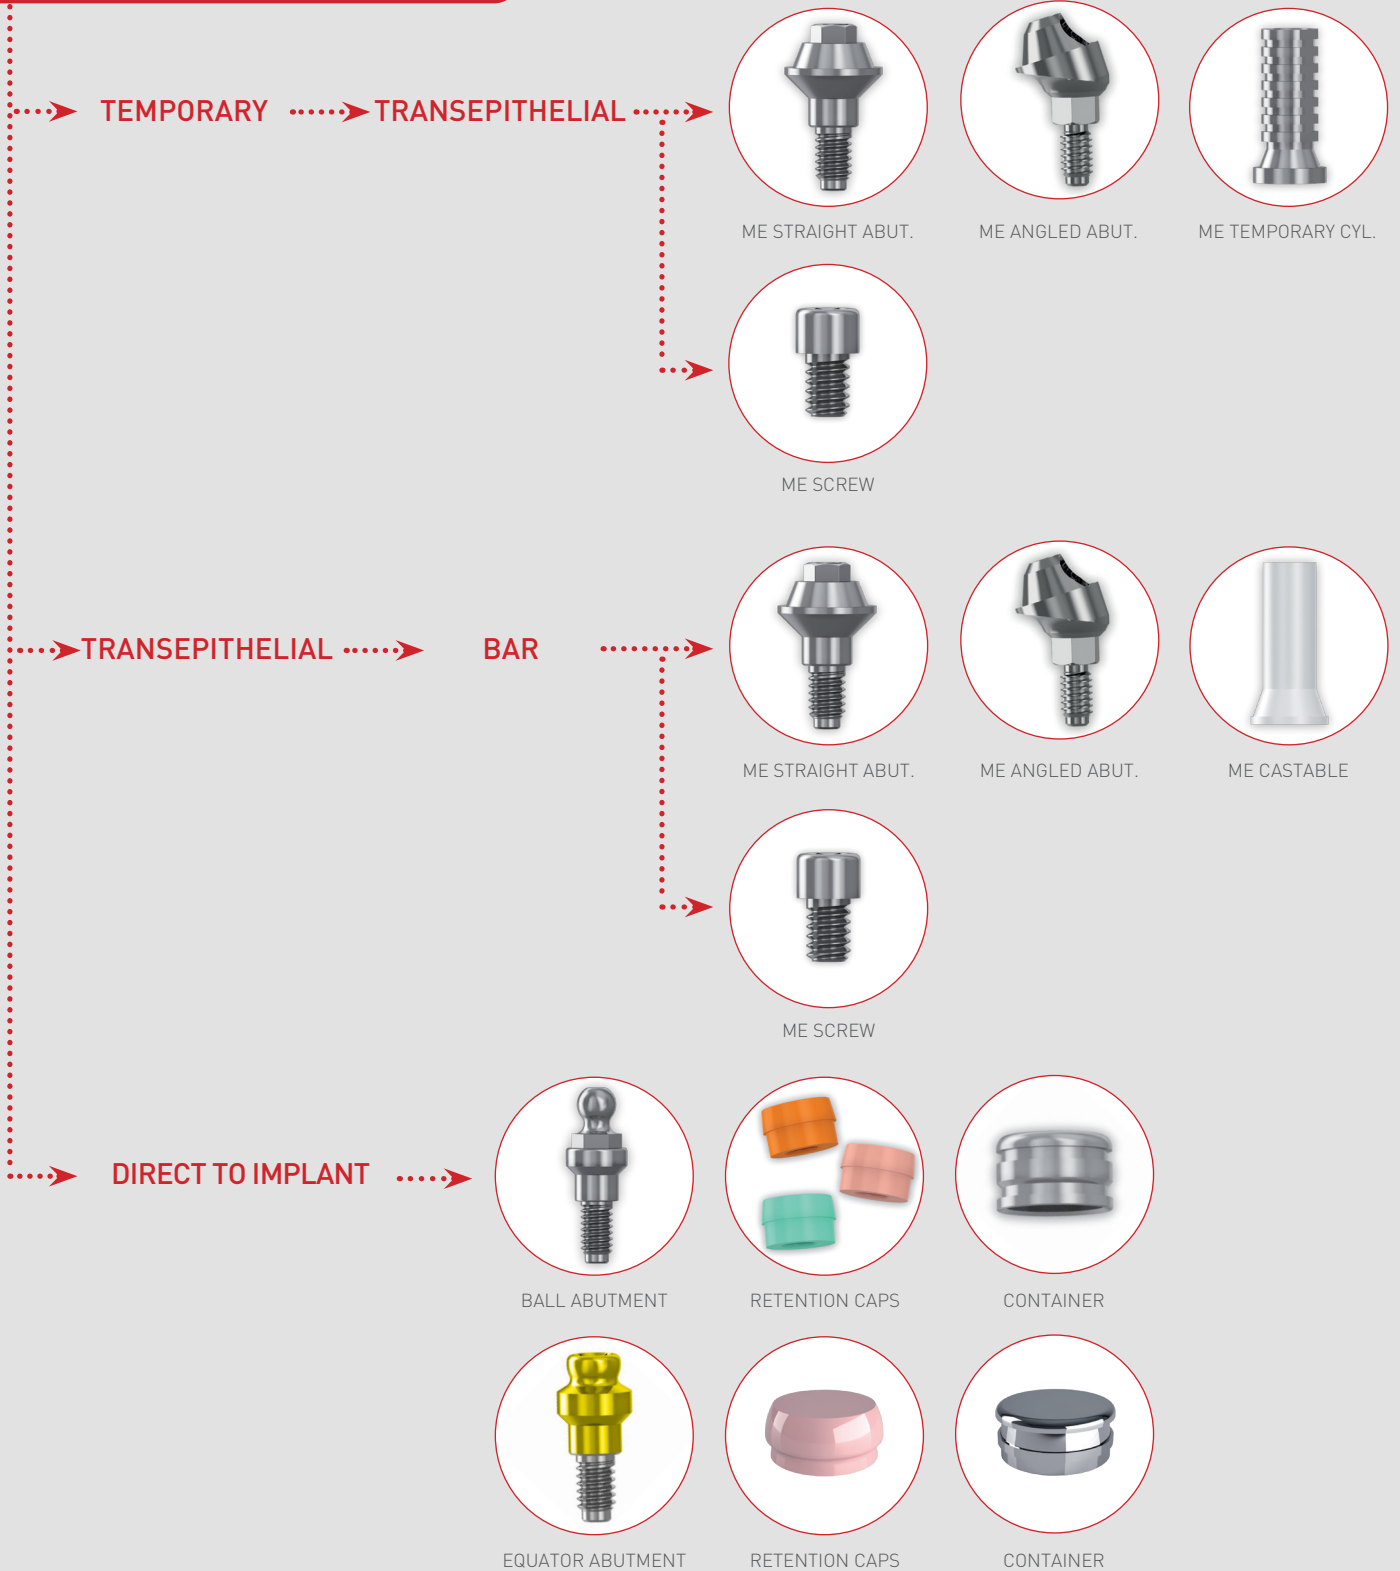 TEMPORARY
TRANSEPITHELIAL
ME STRAIGHT ABUT.
ME ANGLED ABUT.
ME TEMPORARY CYL.
ME SCREW
TRANSEPITHELIAL
BAR
ME STRAIGHT ABUT.
ME ANGLED ABUT.
ME CASTABLE
ME SCREW
DIRECT TO IMPLANT
BALL ABUTMENT
RETENTION CAPS
CONTAINER
EQUATOR ABUTMENT
RETENTION CAPS
CONTAINER